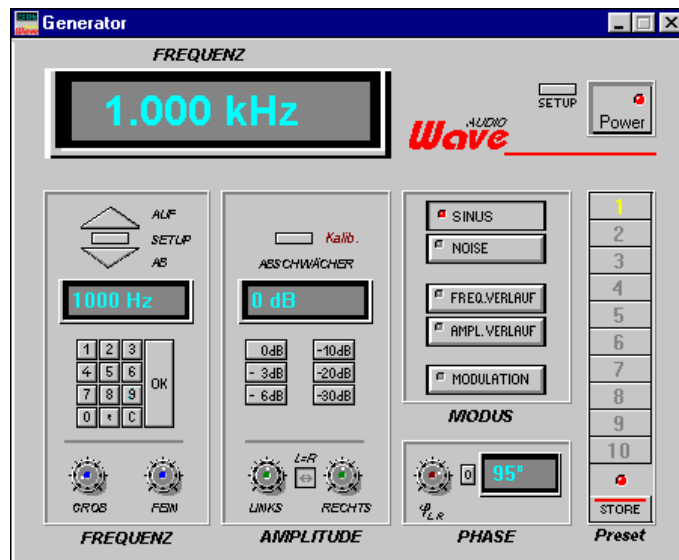 Generator
FREQUENZ
1.000 kHz
AUDIO
Wave
SETUP
Power
AUF
SETUP
AB
1000 Hz
1 2 3
4 5 6
7 8 9
0 C
OK
GROB FEIN
FREQUENZ
Kalib.
ABSCHWÄCHER
0 dB
0dB -10dB
- 3dB -20dB
- 6dB -30dB
L=R
LINKS RECHTS
AMPLITUDE
SINUS
NOISE
FREQ.VERLAUF
AMPL.VERLAUF
MODULATION
MODUS
0 95°
φLR
PHASE
1
2
3
4
5
6
7
8
9
10
STORE
Preset